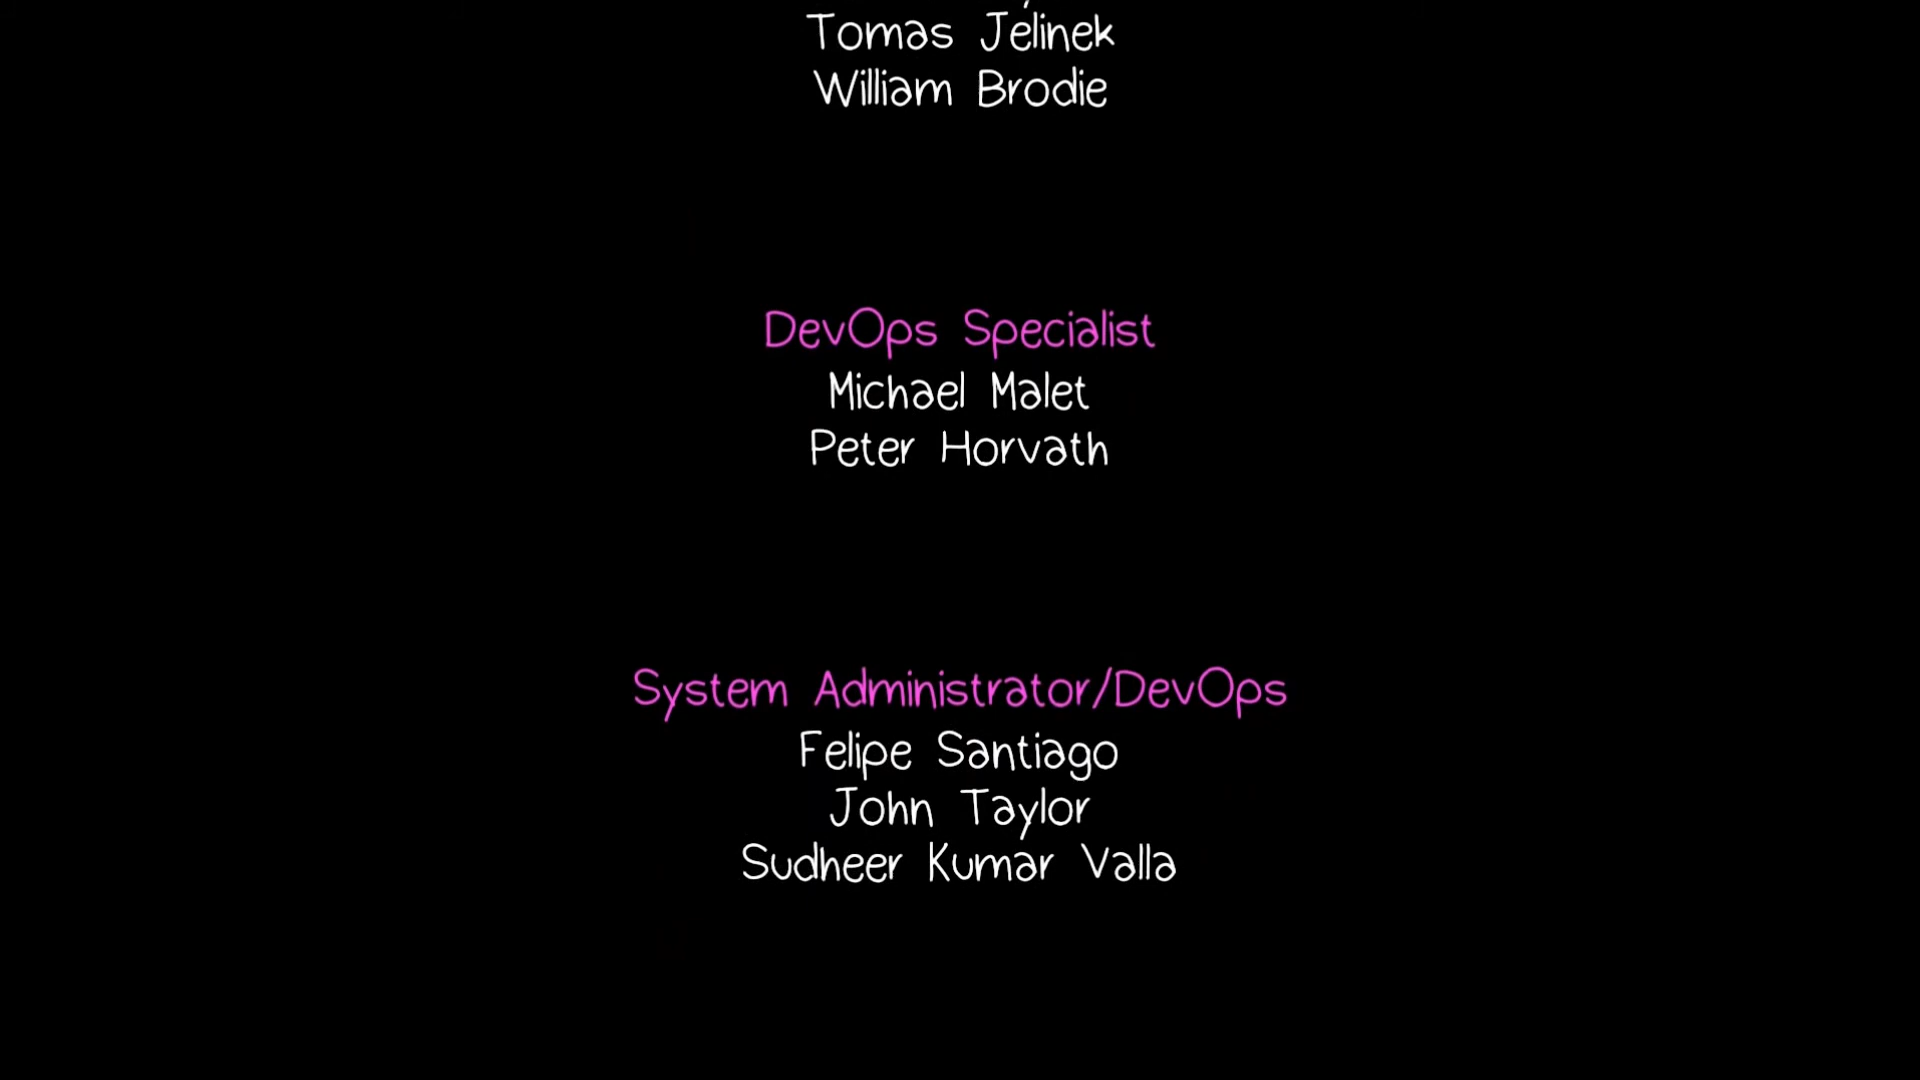 Tomas Jelinek
William Brodie
DevOps Specialist
Michael Malet
Peter Horvath
System Administrator/DevOps
Felipe Santiago
John Taylor
Sudheer Kumar Valla